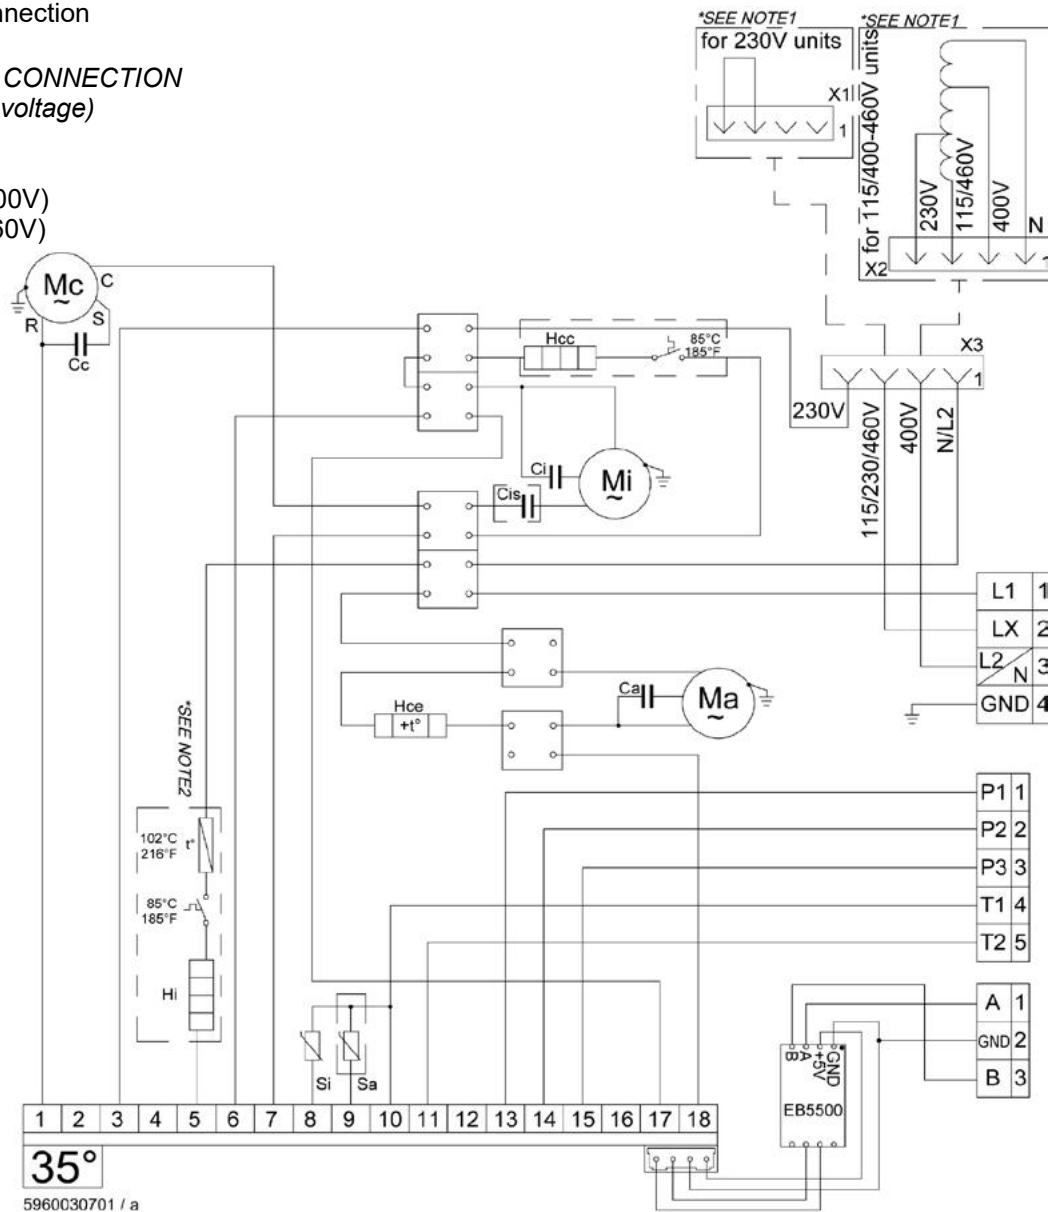 nnection
CONNECTION
voltage)
00V)
60V)
*SEE NOTE1
for 230V units
X1
1
*SEE NOTE1
for 115/400-460V units
230V
115/460V
400V
N
X2
1
Mc
~
C
S
R
Cc
Hcc
85°C
185°F
X3
1
230V
115/230/460V
400V
N/L2
Ci
Cis
Mi
~
L1 1
LX 2
L2/N 3
GND 4
Ca
Ma
~
Hce
+t°
*SEE NOTE2
102°C
216°F
t°
85°C
185°F
Hi
P1 1
P2 2
P3 3
T1 4
T2 5
Si
Sa
A 1
GND 2
B 3
B A +5V GND
EB5500
1 2 3 4 5 6 7 8 9 10 11 12 13 14 15 16 17 18
35°
5960030701 / a